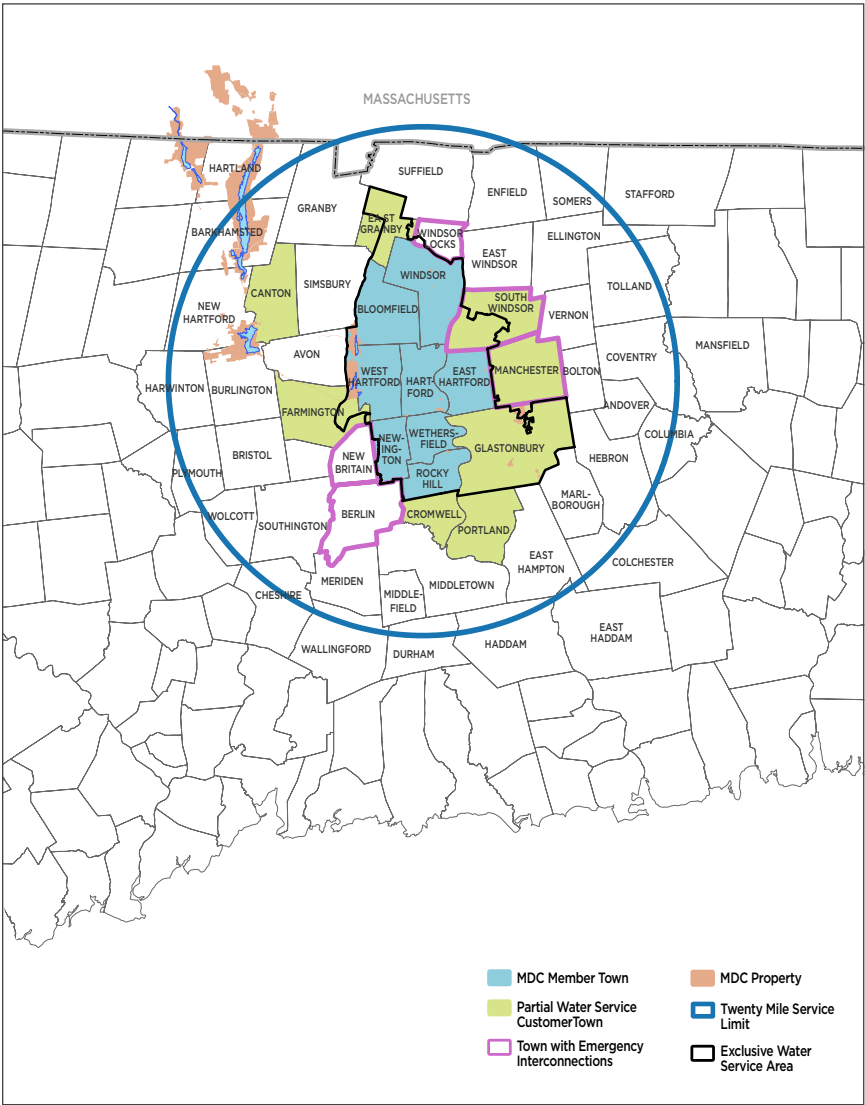 MASSACHUSETTS
HARTLAND
SUFFIELD
ENFIELD
SOMERS
STAFFORD
GRANBY
EAST
GRANBY
BARKHAMSTED
WINDSOR
LOCKS
EAST
WINDSOR
ELLINGTON
WINDSOR
SIMSBURY
CANTON
TOLLAND
NEW
HARTFORD
BLOOMFIELD
SOUTH
WINDSOR
VERNON
AVON
MANSFIELD
COVENTRY
WEST
HARTFORD
HART-
FORD
EAST
HARTFORD
MANCHESTER
BOLTON
HARWINTON
BURLINGTON
FARMINGTON
ANDOVER
COLUMBIA
NEW-
ING-
TON
WETHERS-
FIELD
GLASTONBURY
HEBRON
BRISTOL
NEW
BRITAIN
ROCKY
HILL
PLYMOUTH
MARL-
BOROUGH
WOLCOTT
SOUTHINGTON
BERLIN
CROMWELL
PORTLAND
EAST
HAMPTON
COLCHESTER
MERIDEN
MIDDLETOWN
CHESHIRE
MIDDLE-
FIELD
WALLINGFORD
DURHAM
HADDAM
EAST
HADDAM
MDC Member Town
Partial Water Service
CustomerTown
Town with Emergency
Interconnections
MDC Property
Twenty Mile Service
Limit
Exclusive Water
Service Area